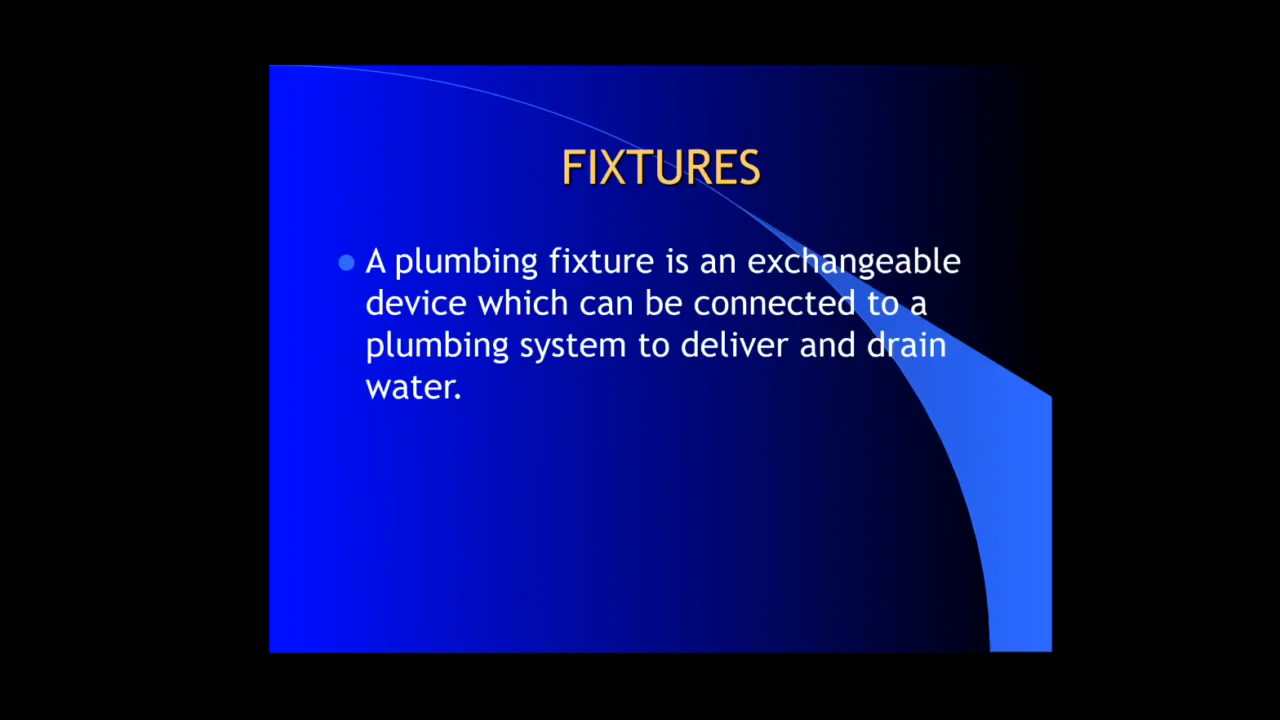 FIXTURES
A plumbing fixture is an exchangeable
device which can be connected to a
plumbing system to deliver and drain
water.